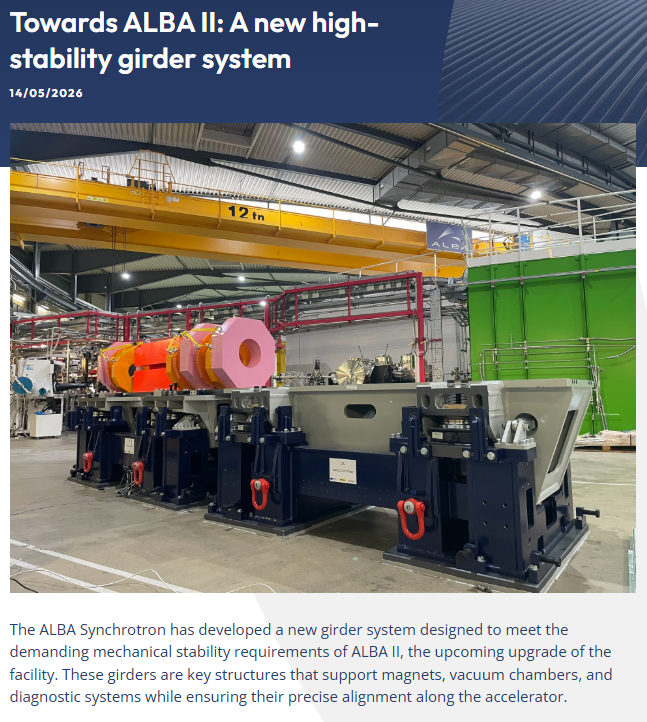 Towards ALBA II: A new high-
stability girder system
14/05/2026
12 tn
ALBA
The ALBA Synchrotron has developed a new girder system designed to meet the
demanding mechanical stability requirements of ALBA II, the upcoming upgrade of the
facility. These girders are key structures that support magnets, vacuum chambers, and
diagnostic systems while ensuring their precise alignment along the accelerator.